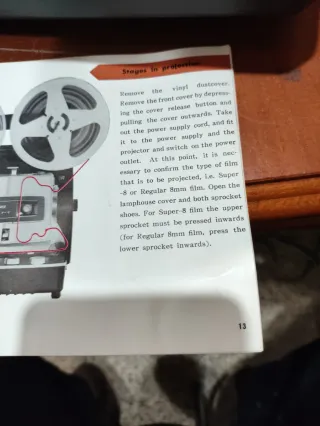 Stages in projection
Remove the vinyl dustcover.
Remove the front cover by depress-
ing the cover release button and
pulling the cover outwards. Take
out the power supply cord, and fit
it to the power supply and the
projector and switch on the power
outlet. At this point, it is nec-
essary to confirm the type of film
that is to be projected, i.e. Super
-8 or Regular 8mm film. Open the
lamphouse cover and both sprocket
shoes. For Super-8 film the upper
sprocket must be pressed inwards
(for Regular 8mm film, press the
lower sprocket inwards).
13